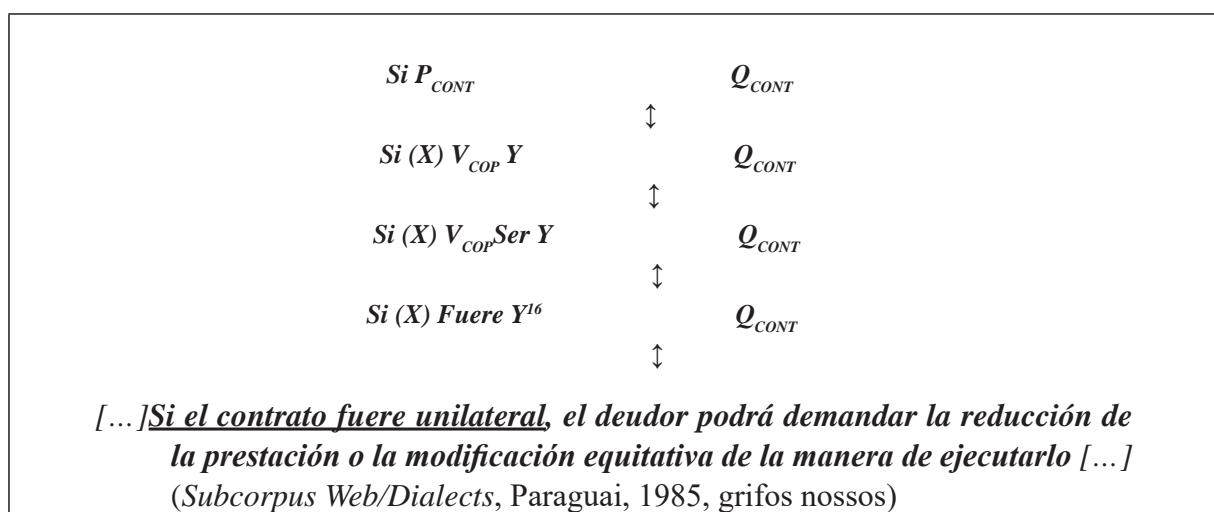 Si P_CONT Q_CONT
↕
Si (X) V_COP Y Q_CONT
↕
Si (X) V_COP Ser Y Q_CONT
↕
Si (X) Fuere Y^16 Q_CONT
↕
[…]Si el contrato fuere unilateral, el deudor podrá demandar la reducción de
la prestación o la modificación equitativa de la manera de ejecutarlo […]
(Subcorpus Web/Dialects, Paraguai, 1985, grifos nossos)